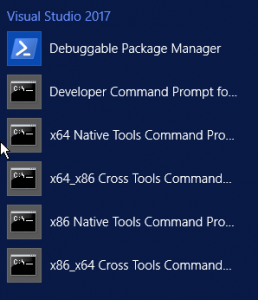 Visual Studio 2017
Debuggable Package Manager
Developer Command Prompt fo...
x64 Native Tools Command Pro...
x64_x86 Cross Tools Command...
x86 Native Tools Command Pro...
x86_x64 Cross Tools Command...